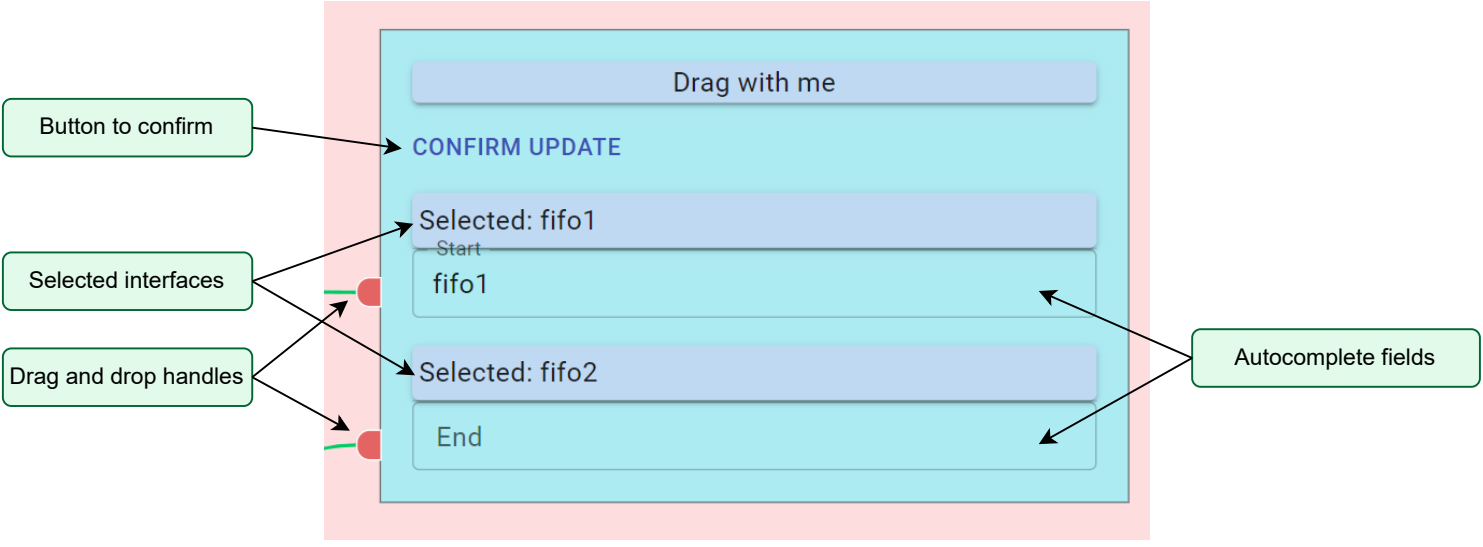 Drag with me
Button to confirm
CONFIRM UPDATE
Selected: fifo1
Start
Selected interfaces
fifo1
Drag and drop handles
Selected: fifo2
Autocomplete fields
End